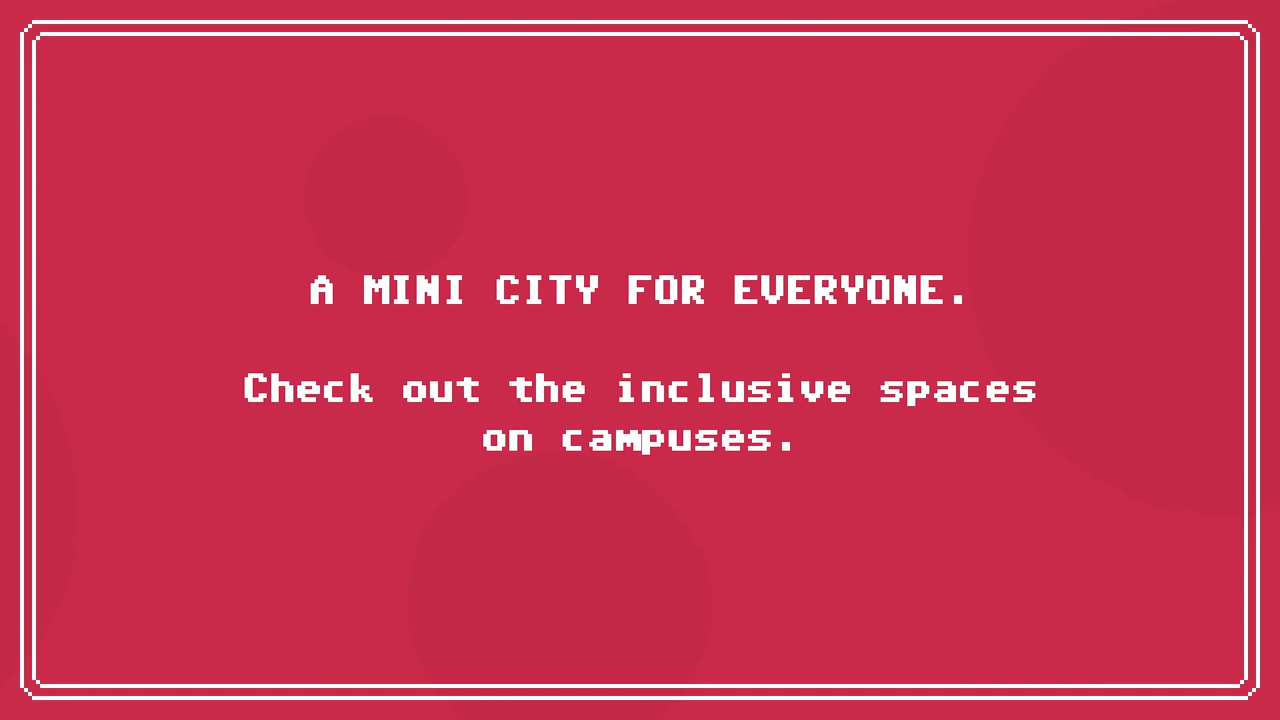 A MINI CITY FOR EVERYONE.
Check out the inclusive spaces
on campuses.